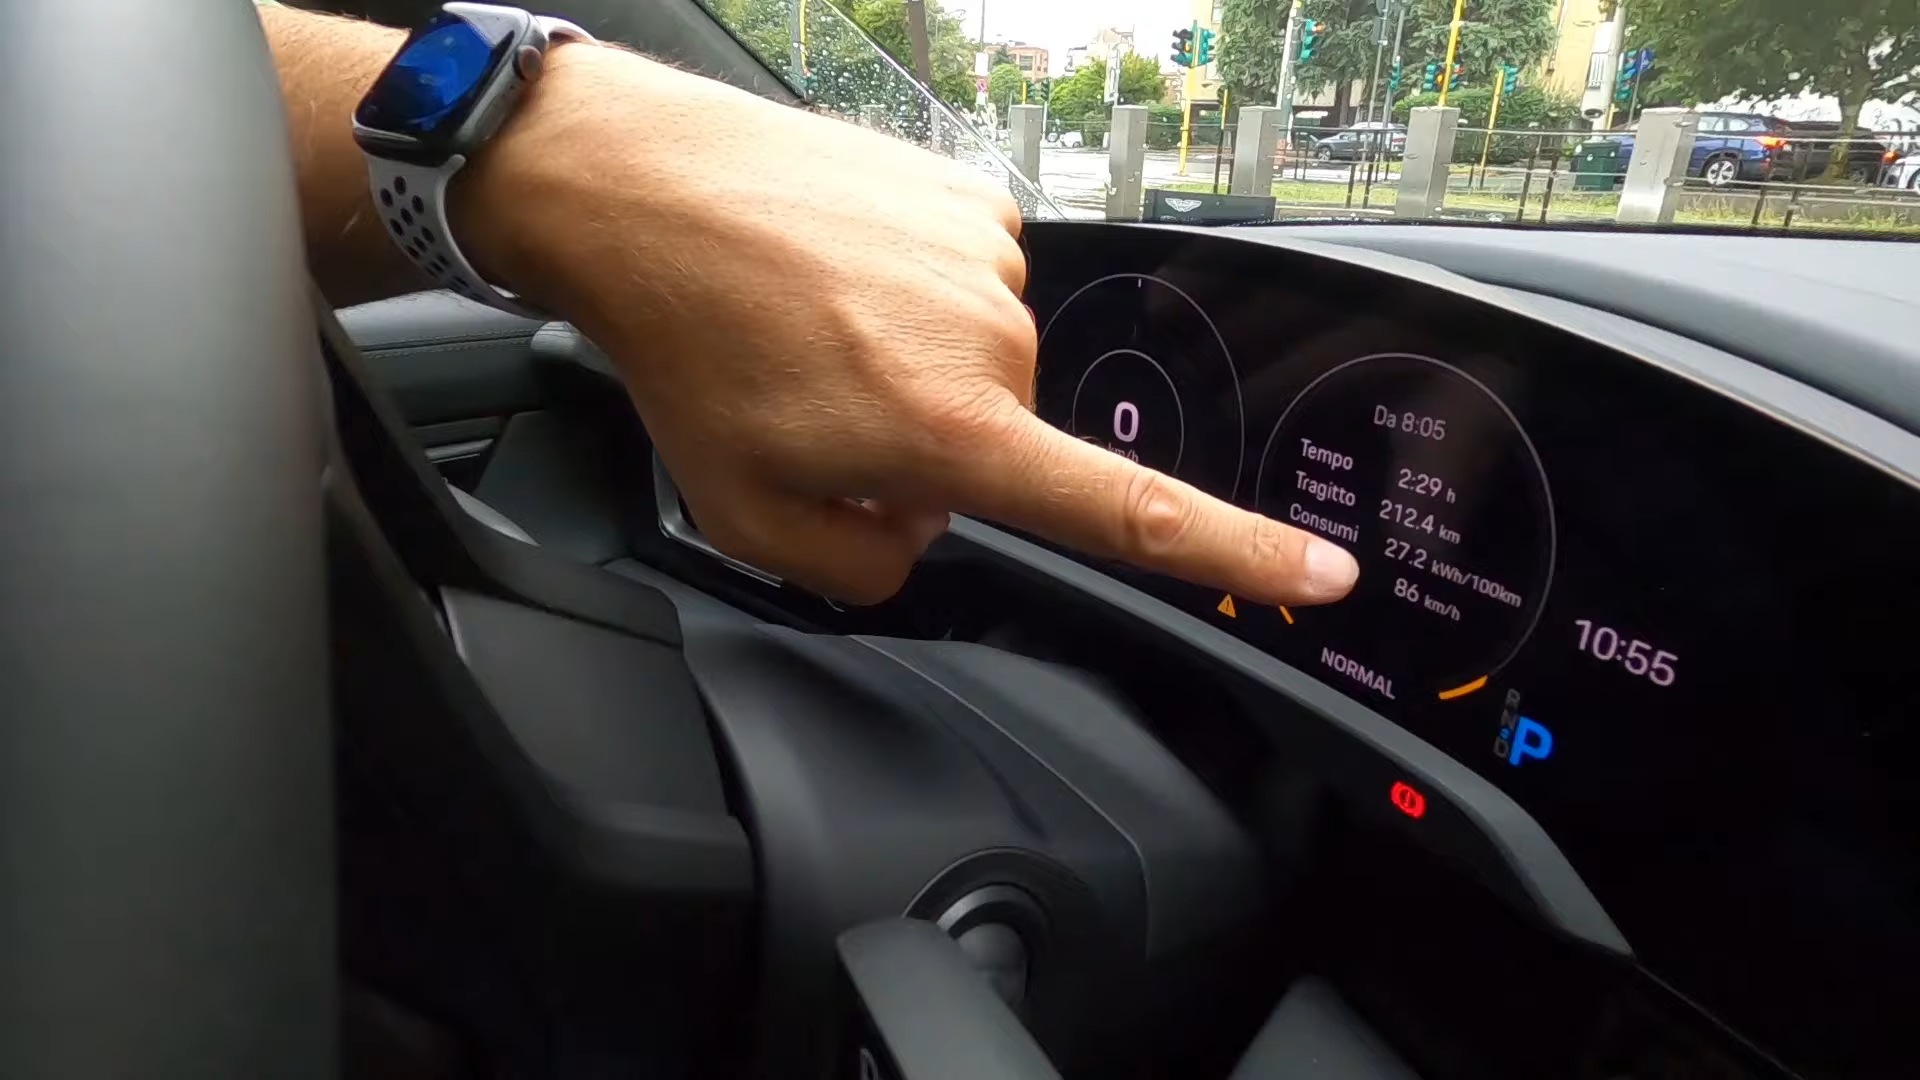 0
km/h
Da 8:05
Tempo 2:29 h
Tragitto 212.4 km
Consumi 27.2 kWh/100km
86 km/h
10:55
NORMAL
R
N
D
P